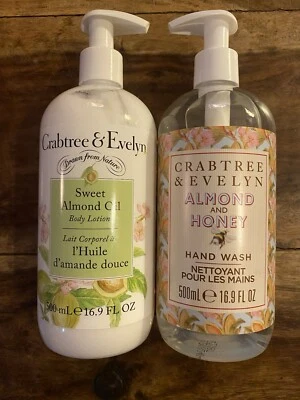 Crabtree & Evelyn
Drawn from Nature
Sweet
Almond Oil
Body Lotion
Lait Corporel à
l'Huile
d'amande douce
500 mL e 16.9 FL OZ
CRABTREE
& EVELYN
ALMOND
AND
HONEY
HAND WASH
NETTOYANT
POUR LES MAINS
500mL e 16.9 FL OZ